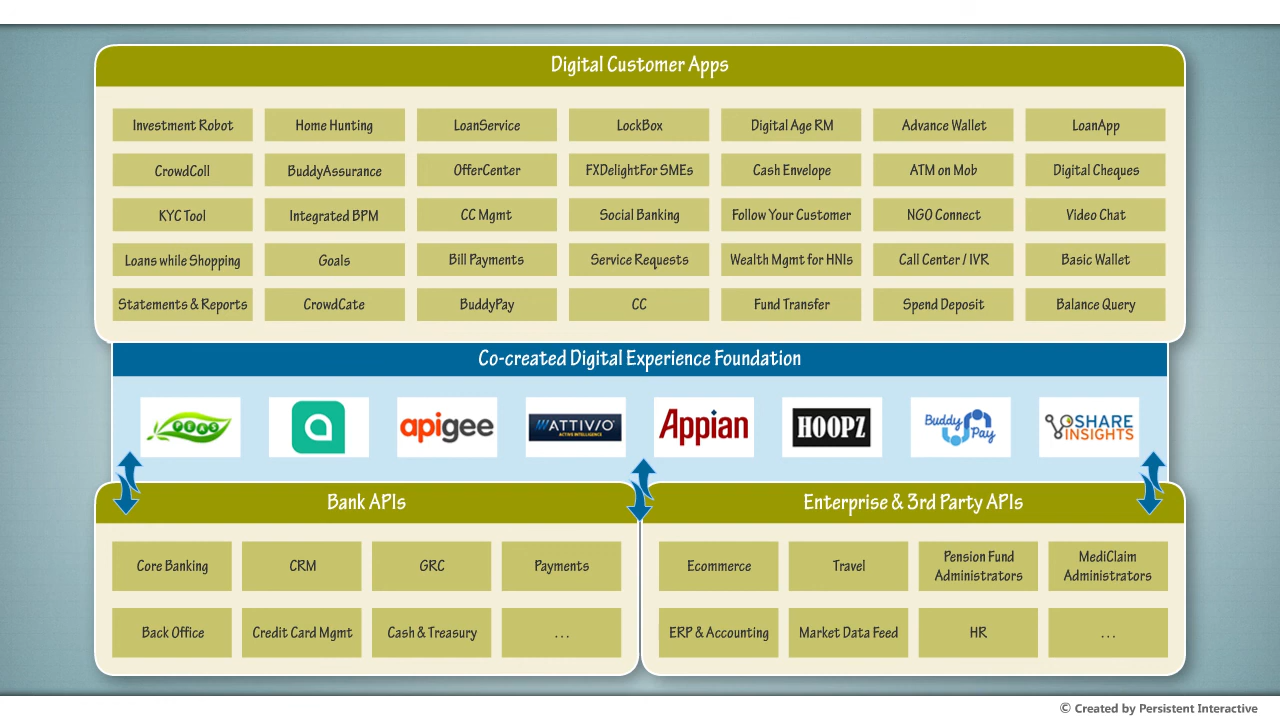 Digital Customer Apps
Investment Robot
Home Hunting
LoanService
LockBox
Digital Age RM
Advance Wallet
LoanApp
CrowdColl
BuddyAssurance
OfferCenter
FXDelightFor SMEs
Cash Envelope
ATM on Mob
Digital Cheques
KYC Tool
Integrated BPM
CC Mgmt
Social Banking
Follow Your Customer
NGO Connect
Video Chat
Loans while Shopping
Goals
Bill Payments
Service Requests
Wealth Mgmt for HNIs
Call Center / IVR
Basic Wallet
Statements & Reports
CrowdCate
BuddyPay
CC
Fund Transfer
Spend Deposit
Balance Query
Co-created Digital Experience Foundation
PEAS
a
apigee
ATTIV/O
ACTIVE INTELLIGENCE
Appian
HOOPZ
Buddy
Pay
SHARE
INSIGHTS
Bank APIs
Enterprise & 3rd Party APIs
Core Banking
CRM
GRC
Payments
Ecommerce
Travel
Pension Fund
Administrators
MediClaim
Administrators
Back Office
Credit Card Mgmt
Cash & Treasury
...
ERP & Accounting
Market Data Feed
HR
...
© Created by Persistent Interactive